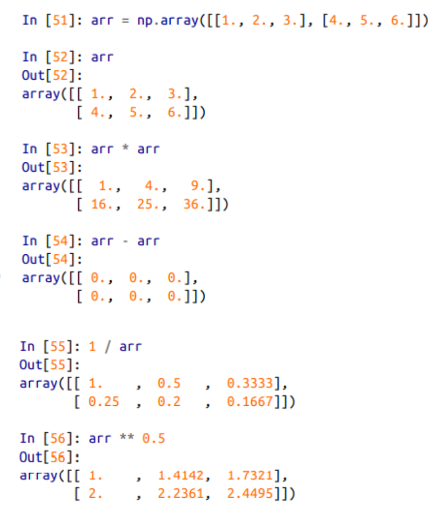 In [51]: arr = np.array([[1., 2., 3.], [4., 5., 6.]])
In [52]: arr
Out[52]:
array([[ 1., 2., 3.],
       [ 4., 5., 6.]])
In [53]: arr * arr
Out[53]:
array([[  1.,   4.,   9.],
       [ 16.,  25.,  36.]])
In [54]: arr - arr
Out[54]:
array([[ 0.,  0.,  0.],
       [ 0.,  0.,  0.]])
In [55]: 1 / arr
Out[55]:
array([[ 1.    ,  0.5   ,  0.3333],
       [ 0.25  ,  0.2   ,  0.1667]])
In [56]: arr ** 0.5
Out[56]:
array([[ 1.    ,  1.4142,  1.7321],
       [ 2.    ,  2.2361,  2.4495]])